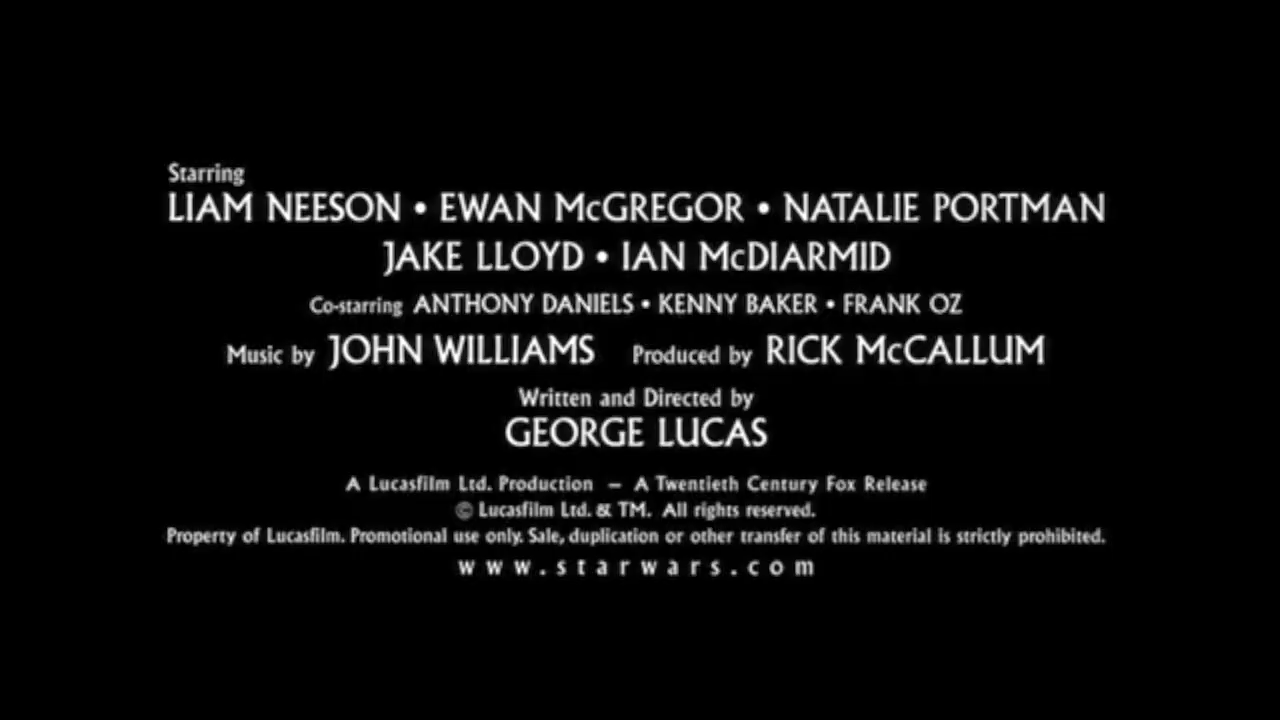 Starring
LIAM NEESON • EWAN McGREGOR • NATALIE PORTMAN
JAKE LLOYD • IAN McDIARMID
Co-starring ANTHONY DANIELS • KENNY BAKER • FRANK OZ
Music by JOHN WILLIAMS Produced by RICK McCALLUM
Written and Directed by
GEORGE LUCAS
A Lucasfilm Ltd. Production – A Twentieth Century Fox Release
© Lucasfilm Ltd. & TM. All rights reserved.
Property of Lucasfilm. Promotional use only. Sale, duplication or other transfer of this material is strictly prohibited.
www.starwars.com